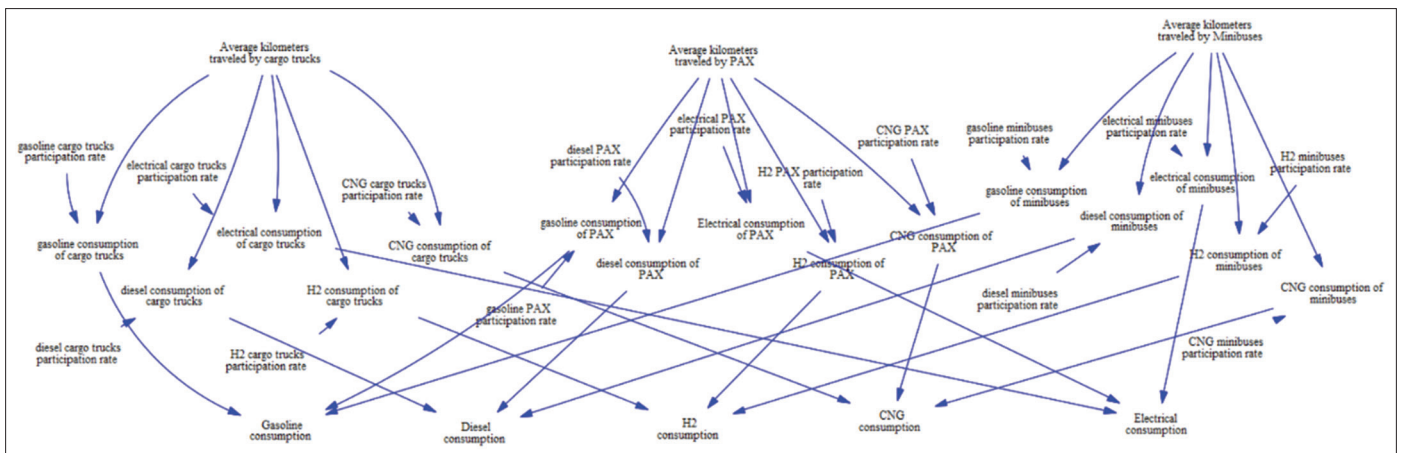 Average kilometers
traveled by cargo trucks
Average kilometers
traveled by PAX
Average kilometers
traveled by Minibuses
gasoline cargo trucks
participation rate
electrical cargo trucks
participation rate
CNG cargo trucks
participation rate
diesel PAX
participation rate
electrical PAX
participation rate
H2 PAX participation
rate
CNG PAX
participation rate
gasoline minibuses
participation rate
electrical minibuses
participation rate
H2 minibuses
participation rate
gasoline consumption
of cargo trucks
electrical consumption
of cargo trucks
CNG consumption of
cargo trucks
gasoline consumption
of PAX
Electrical consumption
of PAX
CNG consumption of
PAX
gasoline consumption
of minibuses
electrical consumption
of minibuses
diesel consumption of
minibuses
H2 consumption of
minibuses
diesel consumption of
cargo trucks
H2 consumption of
cargo trucks
diesel consumption of
PAX
H2 consumption of
PAX
CNG consumption of
minibuses
diesel cargo trucks
participation rate
H2 cargo trucks
participation rate
gasoline PAX
participation rate
diesel minibuses
participation rate
CNG minibuses
participation rate
Gasoline
consumption
Diesel
consumption
H2
consumption
CNG
consumption
Electrical
consumption